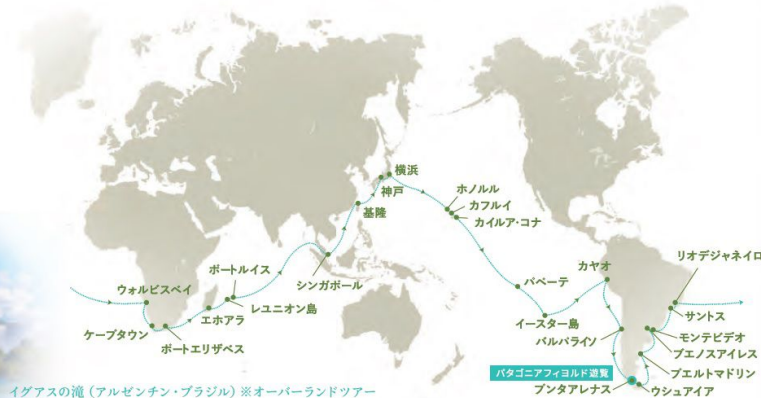 横浜
神戸
基隆
ホノルル
カフルイ
カイルア・コナ
シンガポール
ポートルイス
レユニオン島
エホアラ
ウォルビスベイ
ケープタウン
ポートエリザベス
パペーテ
イースター島
カヤオ
バルパライソ
リオデジャネイロ
サントス
モンテビデオ
ブエノスアイレス
プエルトマドリン
パタゴニアフィヨルド遊覧
プンタアレナス
ウシュアイア
イグアスの滝（アルゼンチン・ブラジル）※オーバーランドツアー